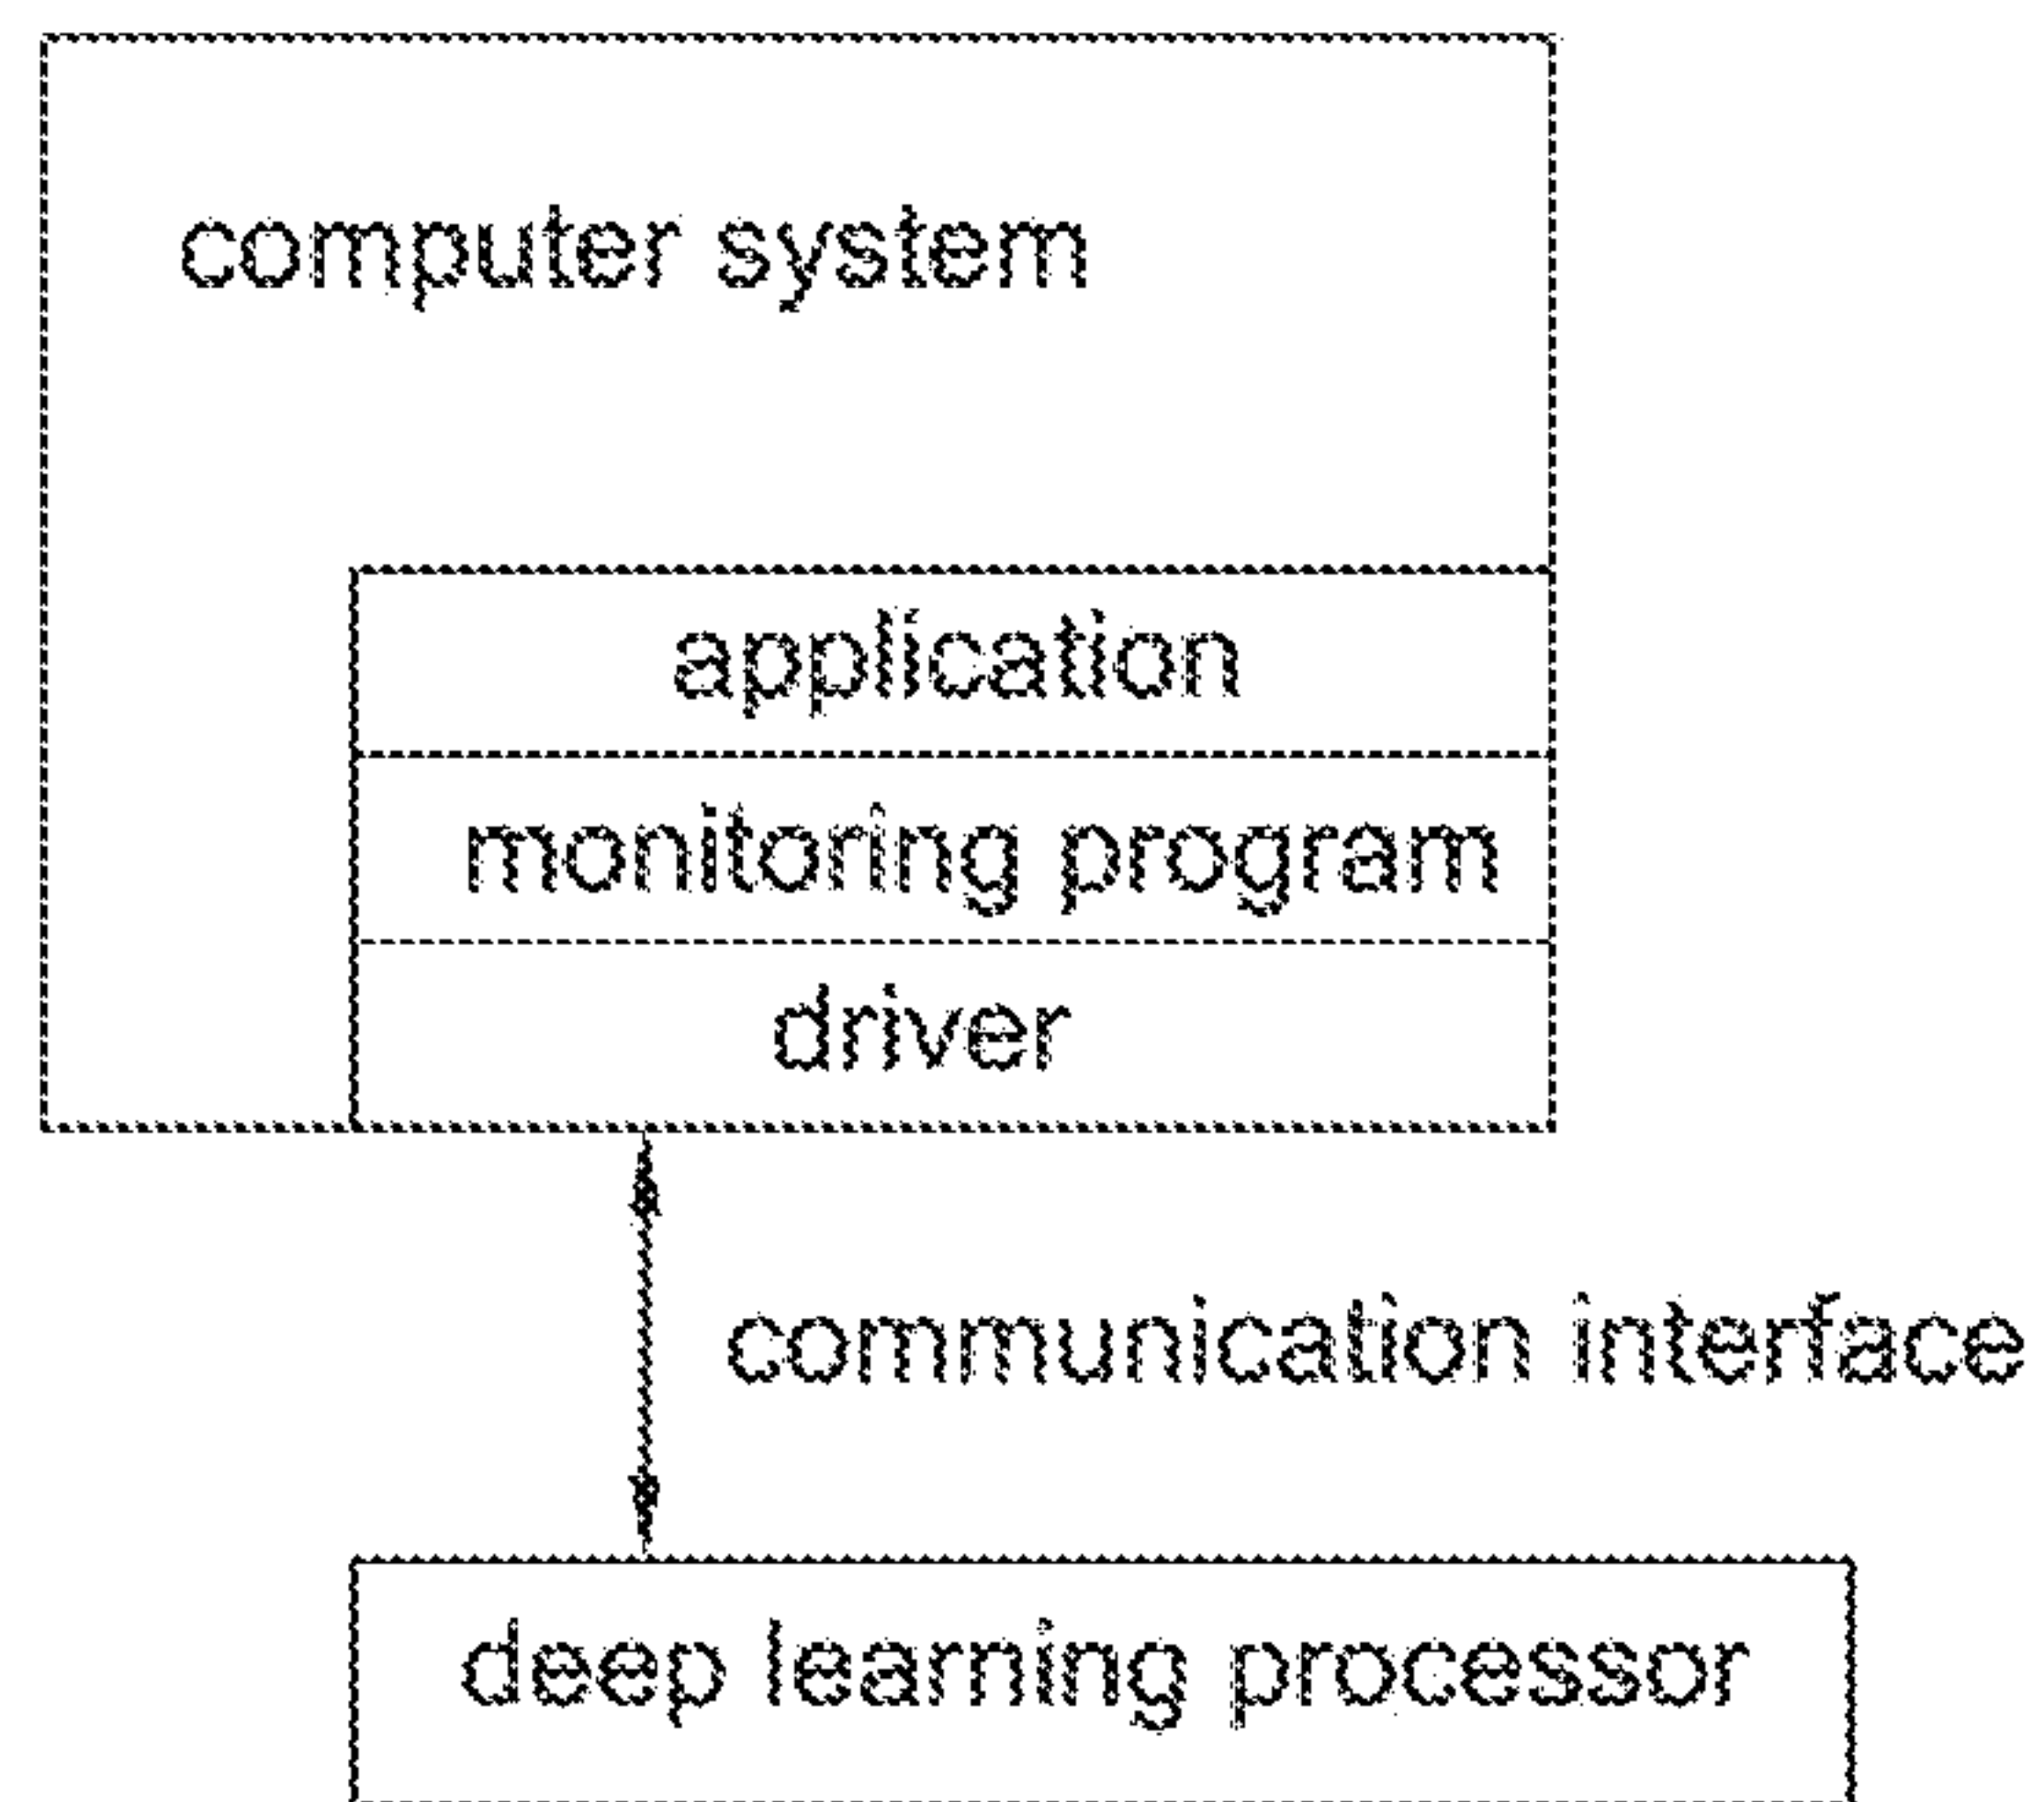 computer system
application
monitoring program
driver
communication interface
deep learning processor